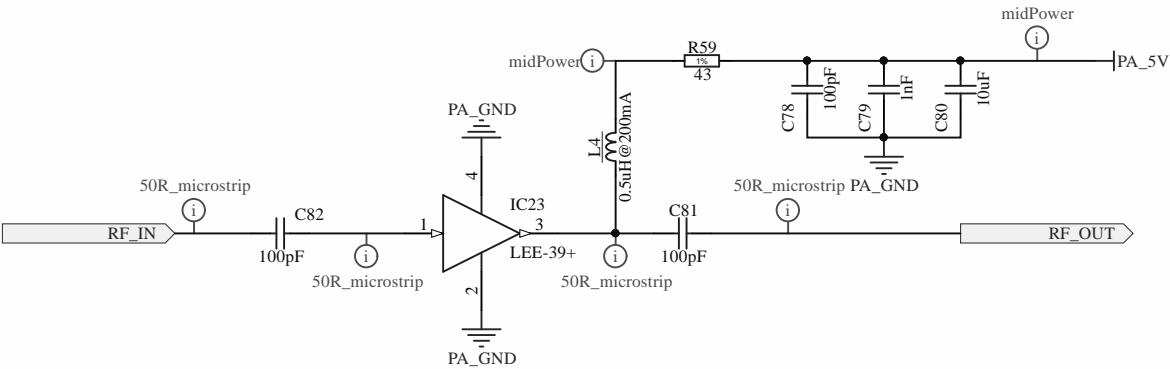 midPower
R59
midPower
i
i
1%
43
PA_5V
100pF
1nF
10uF
C78
C79
C80
PA_GND
L4
0.5uH@200mA
4
50R_microstrip
50R_microstrip
PA_GND
i
C82
IC23
C81
i
RF_IN
1
3
RF_OUT
100pF
i
LEE-39+
i
100pF
50R_microstrip
2
50R_microstrip
PA_GND